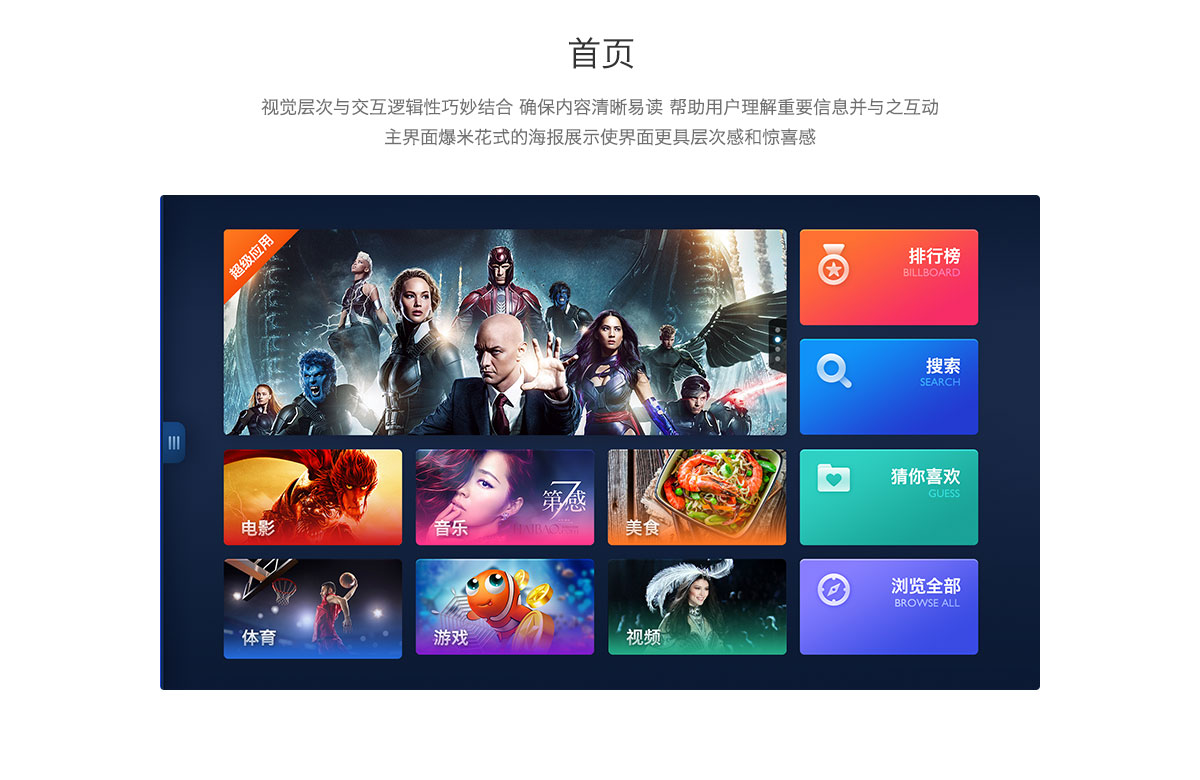 首页
视觉层次与交互逻辑性巧妙结合 确保内容清晰易读 帮助用户理解重要信息并与之互动
主界面爆米花式的海报展示使界面更具层次感和惊喜感
超级应用
排行榜
BILLBOARD
搜索
SEARCH
电影
音乐
第7感
HAIBAO
美食
猜你喜欢
GUESS
体育
游戏
视频
浏览全部
BROWSE ALL